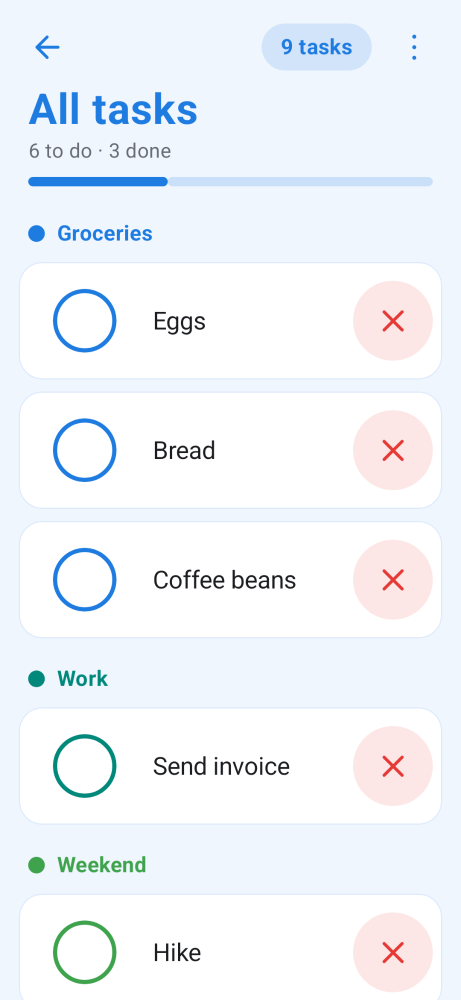 9 tasks
All tasks
6 to do · 3 done
Groceries
Eggs
Bread
Coffee beans
Work
Send invoice
Weekend
Hike